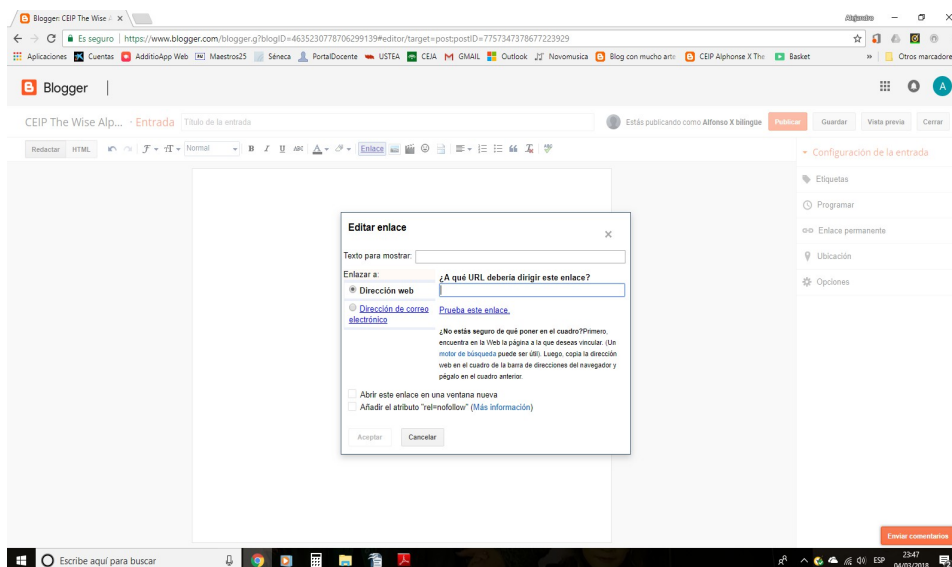 Blogger: CEIP The Wise
Alejandro
Es seguro | https://www.blogger.com/blogger.g?blogID=4635230778706299139#editor/target=post;postID=7757347378677223929
Aplicaciones Cuentas AdditioApp Web Maestros25 Séneca PortalDocente USTEA CEJA GMAIL Outlook Novomusica Blog con mucho arte CEIP Alphonse X The Basket » Otros marcadores
Blogger
A
CEIP The Wise Alp... · Entrada Título de la entrada Estás publicando como Alfonso X bilingüe Publicar Guardar Vista previa Cerrar
Redactar HTML Normal B I U ABC A Enlace
Configuración de la entrada
Etiquetas
Programar
Enlace permanente
Ubicación
Opciones
Editar enlace
Texto para mostrar:
Enlazar a:
Dirección web
Dirección de correo
electrónico
¿A qué URL debería dirigir este enlace?
Prueba este enlace.
¿No estás seguro de qué poner en el cuadro?Primero,
encuentra en la Web la página a la que deseas vincular. (Un
motor de búsqueda puede ser útil). Luego, copia la dirección
web en el cuadro de la barra de direcciones del navegador y
pégalo en el cuadro anterior.
Abrir este enlace en una ventana nueva
Añadir el atributo "rel=nofollow" (Más información)
Aceptar Cancelar
Enviar comentarios
Escribe aquí para buscar
ESP
23:47
04/03/2018